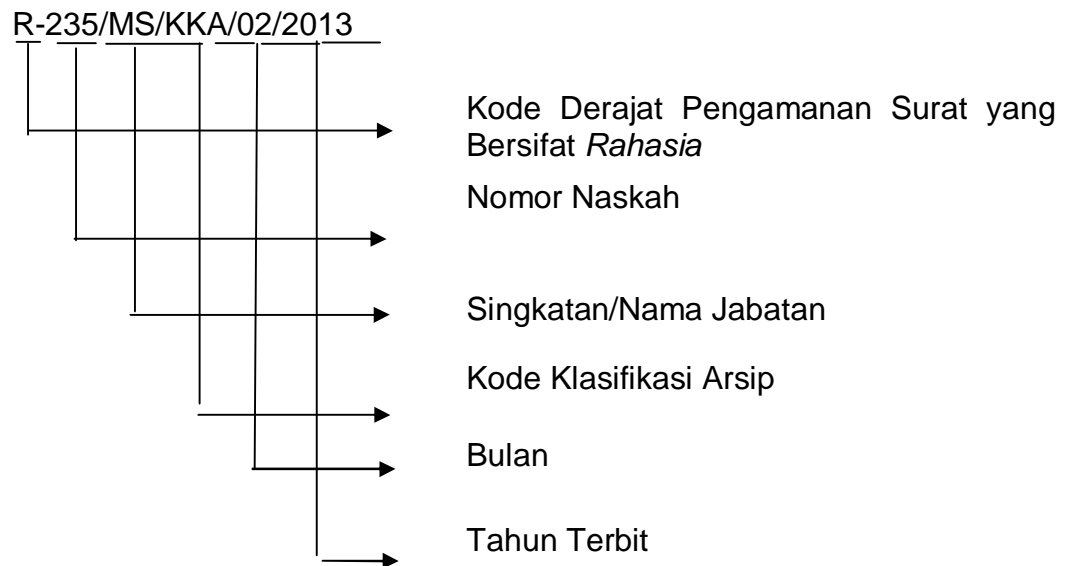 R-235/MS/KKA/02/2013
Kode Derajat Pengamanan Surat yang
Bersifat Rahasia
Nomor Naskah
Singkatan/Nama Jabatan
Kode Klasifikasi Arsip
Bulan
Tahun Terbit